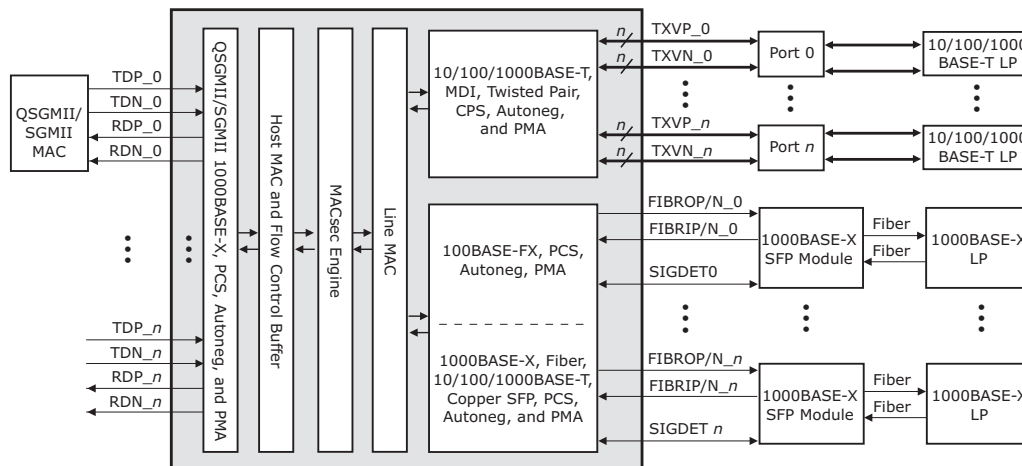 QSGMII/
SGMII
MAC
TDP_0
TDN_0
RDP_0
RDN_0
TDP_n
TDN_n
RDP_n
RDN_n
QSGMII/SGMII 1000BASE-X, PCS, Autoneg, and PMA
Host MAC and Flow Control Buffer
MACsec Engine
Line MAC
10/100/1000BASE-T,
MDI, Twisted Pair,
CPS, Autoneg,
and PMA
100BASE-FX, PCS,
Autoneg, PMA
1000BASE-X, Fiber,
10/100/1000BASE-T,
Copper SFP, PCS,
Autoneg, and PMA
n
TXVP_0
n
TXVN_0
n
TXVP_n
n
TXVN_n
Port 0
10/100/1000
BASE-T LP
Port n
10/100/1000
BASE-T LP
FIBROP/N_0
FIBRIP/N_0
SIGDET0
1000BASE-X
SFP Module
Fiber
Fiber
1000BASE-X
LP
FIBROP/N_n
FIBRIP/N_n
SIGDET n
1000BASE-X
SFP Module
Fiber
Fiber
1000BASE-X
LP